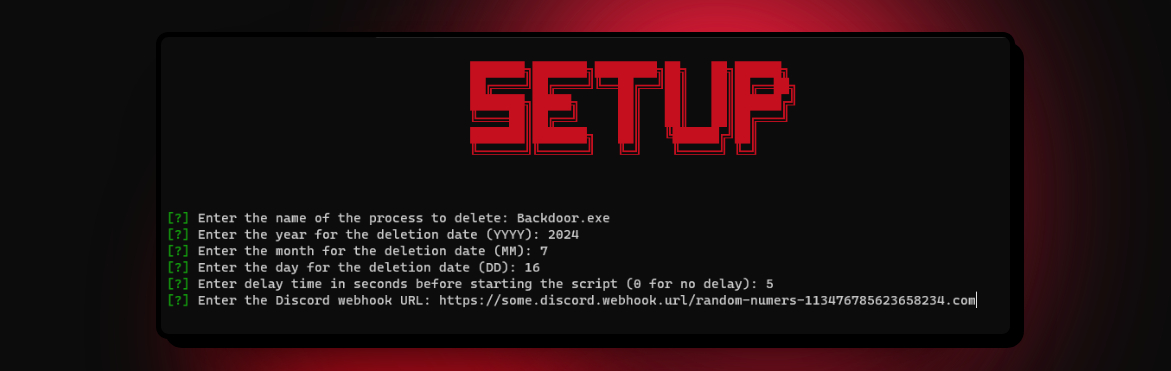 SETUP
[?] Enter the name of the process to delete: Backdoor.exe
[?] Enter the year for the deletion date (YYYY): 2024
[?] Enter the month for the deletion date (MM): 7
[?] Enter the day for the deletion date (DD): 16
[?] Enter delay time in seconds before starting the script (0 for no delay): 5
[?] Enter the Discord webhook URL: https://some.discord.webhook.url/random-numers-113476785623658234.com